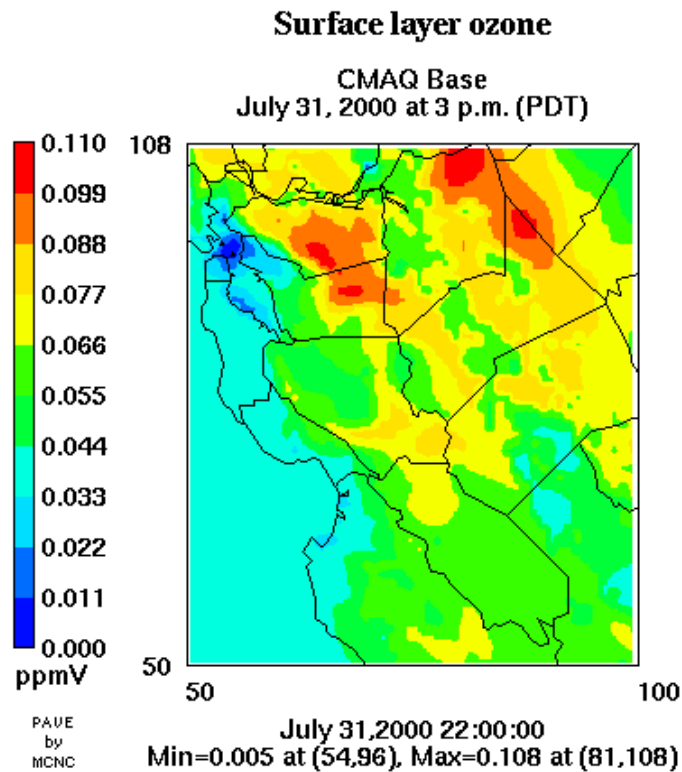 Surface layer ozone
CMAQ Base
July 31, 2000 at 3 p.m. (PDT)
0.110
0.099
0.088
0.077
0.066
0.055
0.044
0.033
0.022
0.011
0.000
ppmV
108
50
50
100
PAVE
by
MCNC
July 31,2000 22:00:00
Min=0.005 at (54,96), Max=0.108 at (81,108)